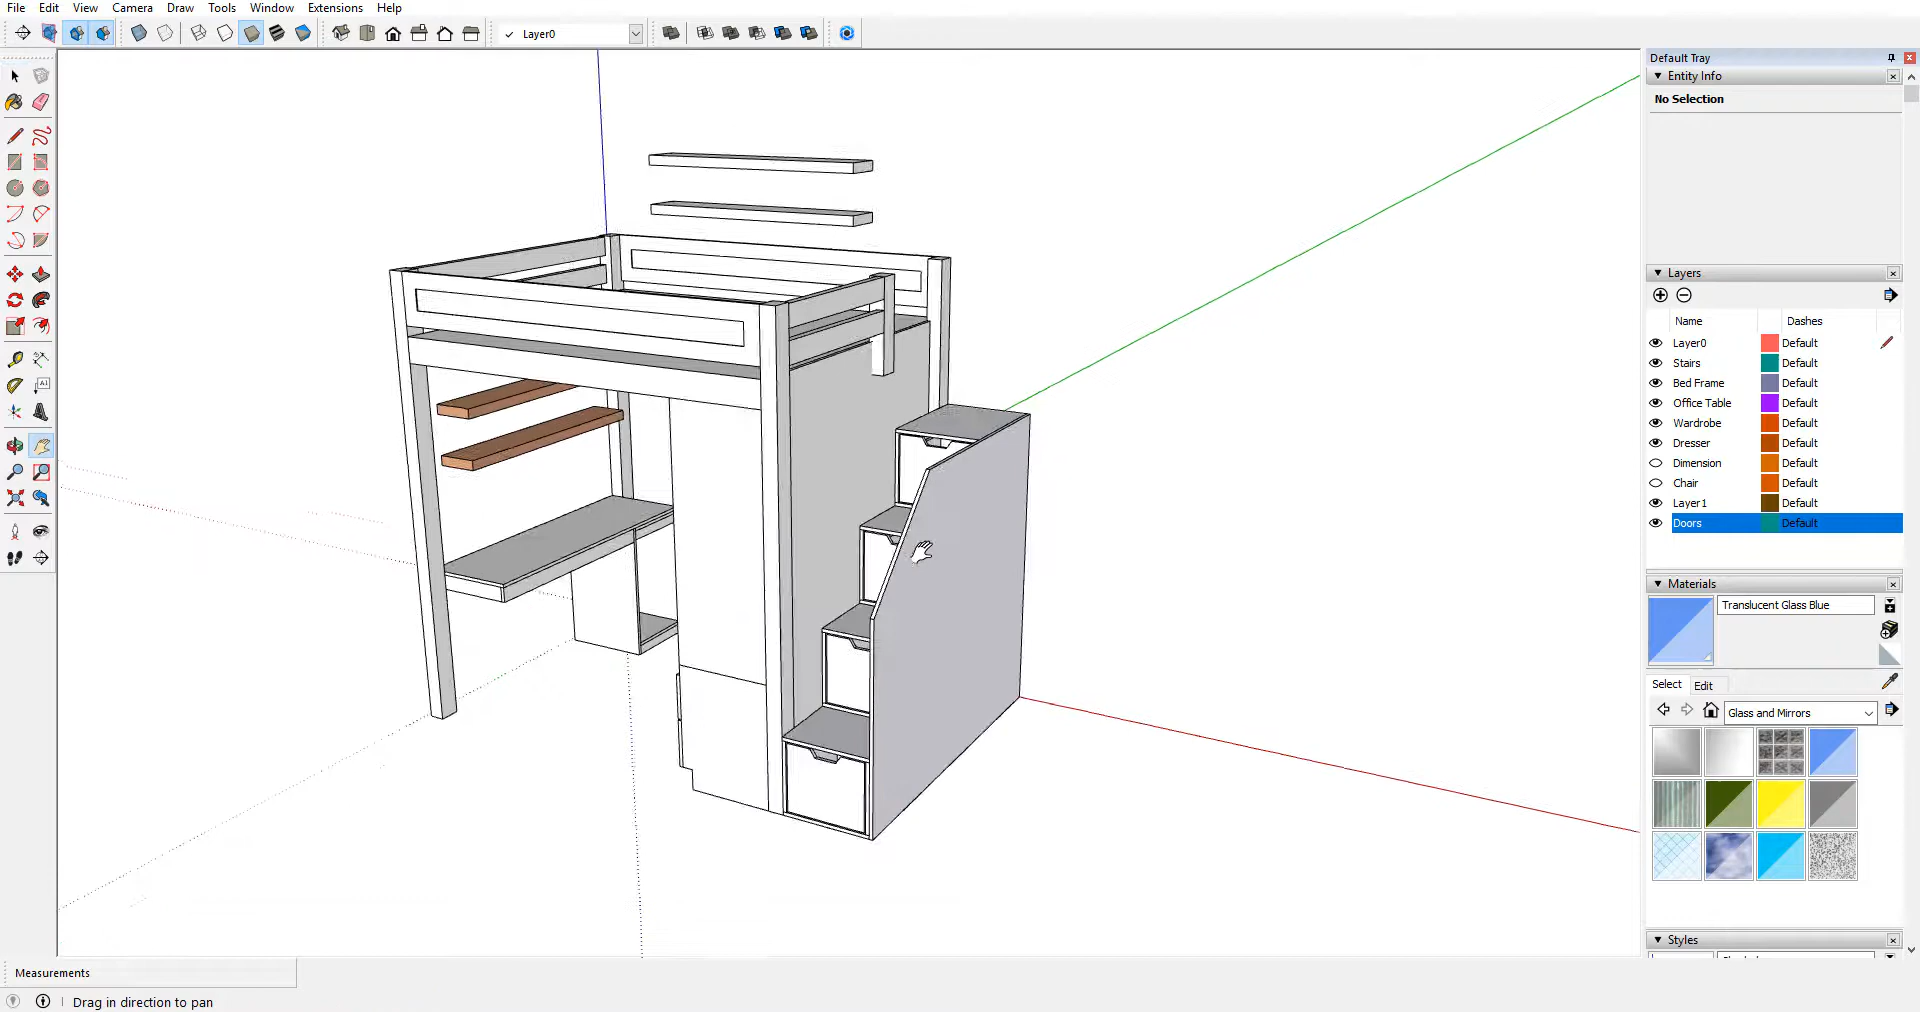 File Edit View Camera Draw Tools Window Extensions Help
Layer0
Default Tray
Entity Info
No Selection
Layers
Name Dashes
Layer0 Default
Stairs Default
Bed Frame Default
Office Table Default
Wardrobe Default
Dresser Default
Dimension Default
Chair Default
Layer1 Default
Doors Default
Materials
Translucent Glass Blue
Select Edit
Glass and Mirrors
Styles
Measurements
Drag in direction to pan